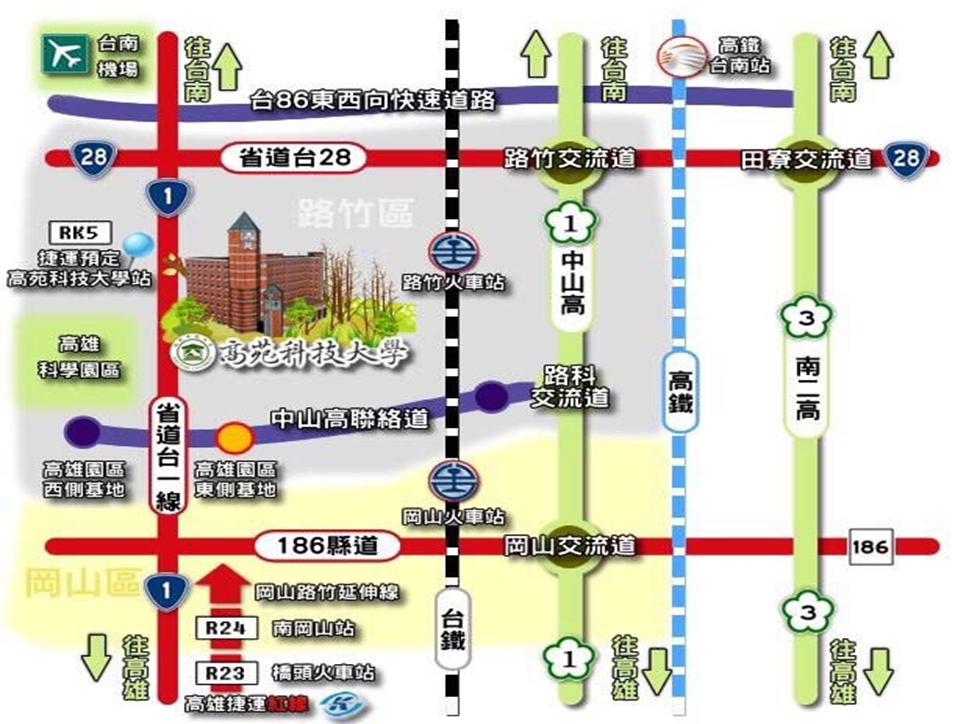 台南
機場
往台南
往台南
高鐵
台南站
往台南
台86東西向快速道路
28
省道台28
路竹交流道
田寮交流道
28
1
路竹區
RK5
捷運預定
高苑科技大學站
路竹火車站
1
中山高
3
南二高
高苑科技大學
高雄
科學園區
路科
交流道
高鐵
中山高聯絡道
省道台一線
高雄園區
西側基地
高雄園區
東側基地
岡山火車站
186縣道
岡山交流道
186
岡山區
1
岡山路竹延伸線
R24
南岡山站
台鐵
3
1
往高雄
R23
橋頭火車站
往高雄
往高雄
高雄捷運紅線